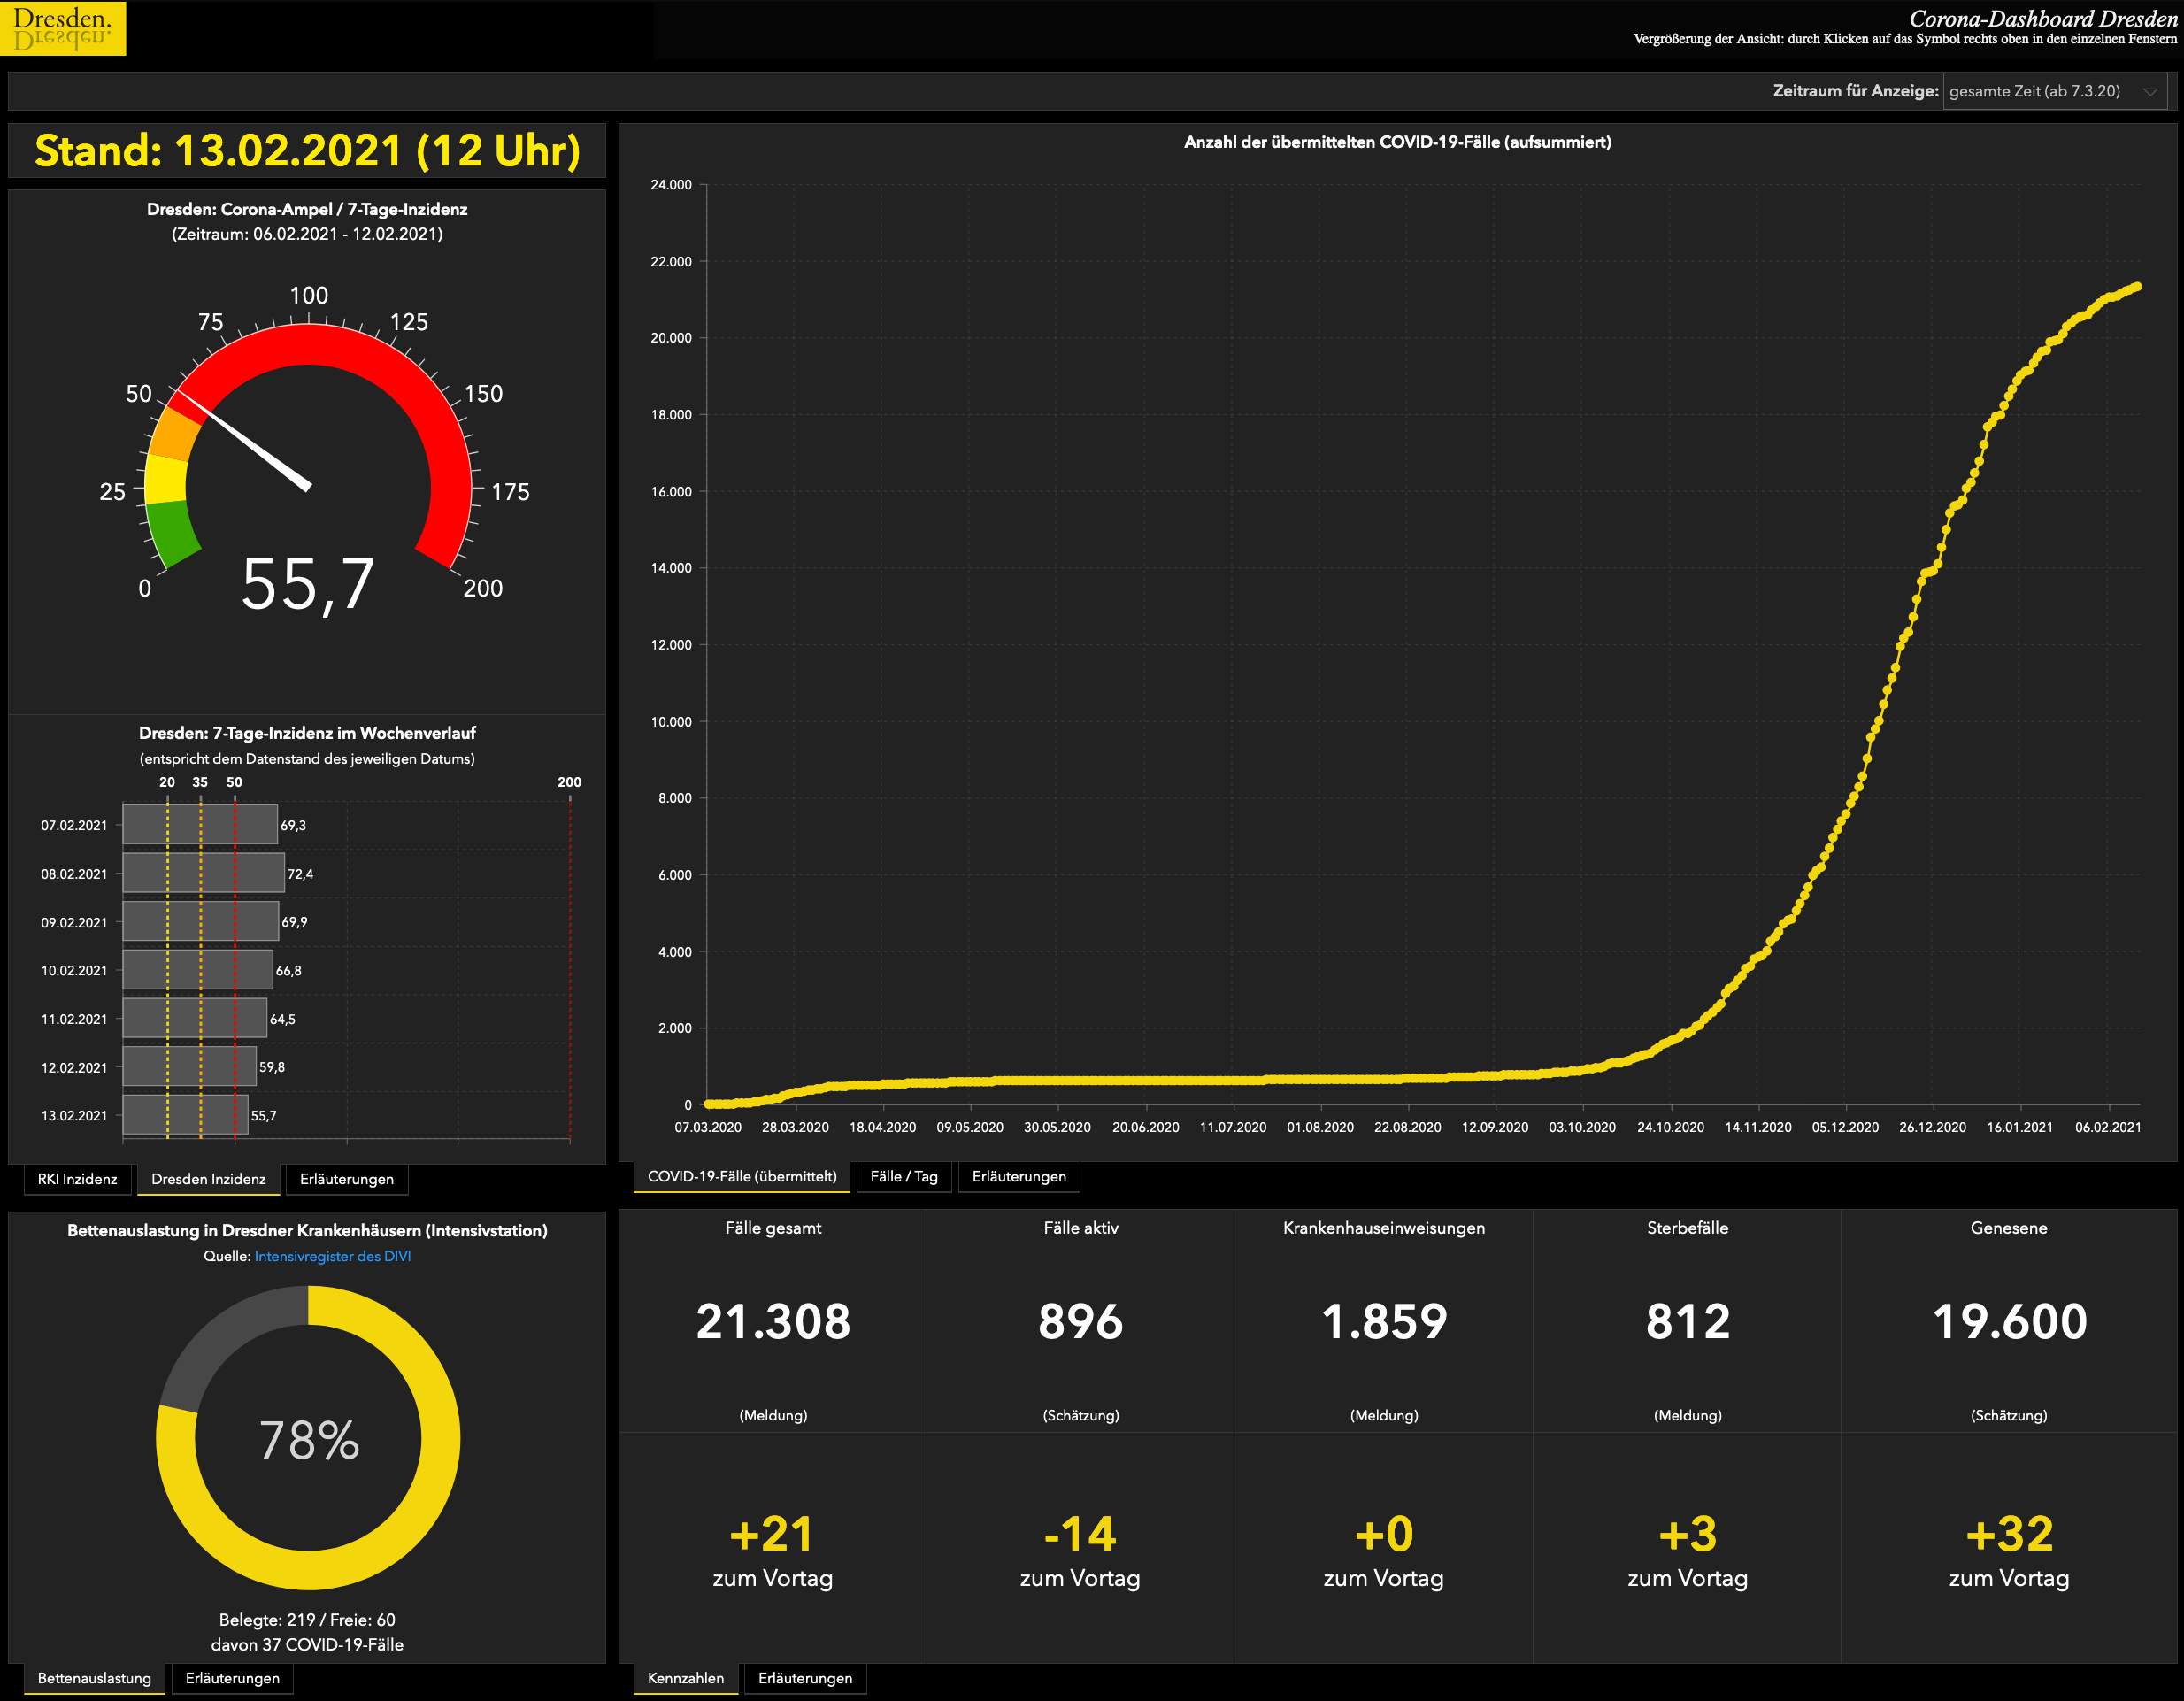 Dresden.
Dresden.
Corona-Dashboard Dresden
Vergrößerung der Ansicht: durch Klicken auf das Symbol rechts oben in den einzelnen Fenstern
Zeitraum für Anzeige: gesamte Zeit (ab 7.3.20)
Stand: 13.02.2021 (12 Uhr)
Dresden: Corona-Ampel / 7-Tage-Inzidenz
(Zeitraum: 06.02.2021 - 12.02.2021)
0
25
50
75
100
125
150
175
200
55,7
Dresden: 7-Tage-Inzidenz im Wochenverlauf
(entspricht dem Datenstand des jeweiligen Datums)
20 35 50 200
07.02.2021 69,3
08.02.2021 72,4
09.02.2021 69,9
10.02.2021 66,8
11.02.2021 64,5
12.02.2021 59,8
13.02.2021 55,7
RKI Inzidenz Dresden Inzidenz Erläuterungen
Anzahl der übermittelten COVID-19-Fälle (aufsummiert)
24.000
22.000
20.000
18.000
16.000
14.000
12.000
10.000
8.000
6.000
4.000
2.000
0
07.03.2020 28.03.2020 18.04.2020 09.05.2020 30.05.2020 20.06.2020 11.07.2020 01.08.2020 22.08.2020 12.09.2020 03.10.2020 24.10.2020 14.11.2020 05.12.2020 26.12.2020 16.01.2021 06.02.2021
COVID-19-Fälle (übermittelt) Fälle / Tag Erläuterungen
Bettenauslastung in Dresdner Krankenhäusern (Intensivstation)
Quelle: Intensivregister des DIVI
78%
Belegte: 219 / Freie: 60
davon 37 COVID-19-Fälle
Bettenauslastung Erläuterungen
Fälle gesamt
21.308
(Meldung)
+21
zum Vortag
Fälle aktiv
896
(Schätzung)
-14
zum Vortag
Krankenhauseinweisungen
1.859
(Meldung)
+0
zum Vortag
Sterbefälle
812
(Meldung)
+3
zum Vortag
Genesene
19.600
(Schätzung)
+32
zum Vortag
Kennzahlen Erläuterungen